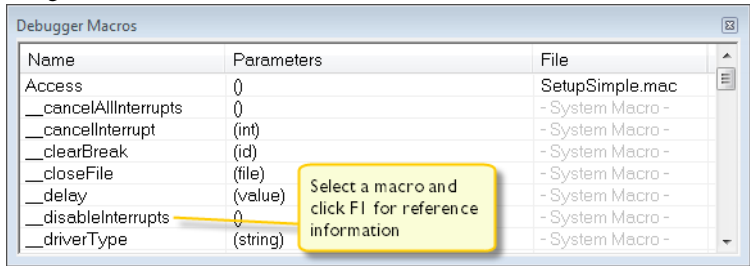 Debugger Macros
Name Parameters File
Access () SetupSimple.mac
__cancelAllInterrupts () - System Macro -
__cancelInterrupt (int) - System Macro -
__clearBreak (id) - System Macro -
__closeFile (file) - System Macro -
__delay (value) - System Macro -
__disableInterrupts () - System Macro -
__driverType (string) - System Macro -
Select a macro and
click F1 for reference
information